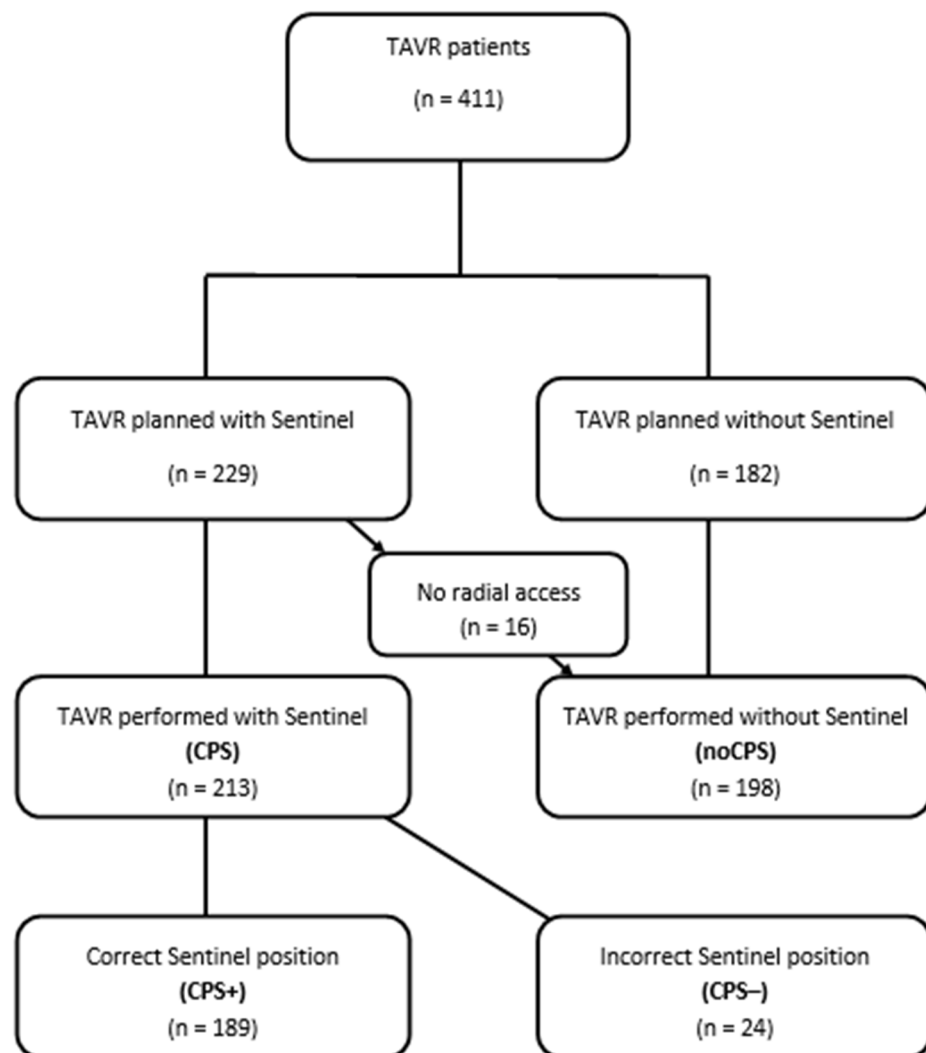 TAVR patients
(n = 411)
TAVR planned with Sentinel
(n = 229)
TAVR planned without Sentinel
(n = 182)
No radial access
(n = 16)
TAVR performed with Sentinel
(CPS)
(n = 213)
TAVR performed without Sentinel
(noCPS)
(n = 198)
Correct Sentinel position
(CPS+)
(n = 189)
Incorrect Sentinel position
(CPS–)
(n = 24)